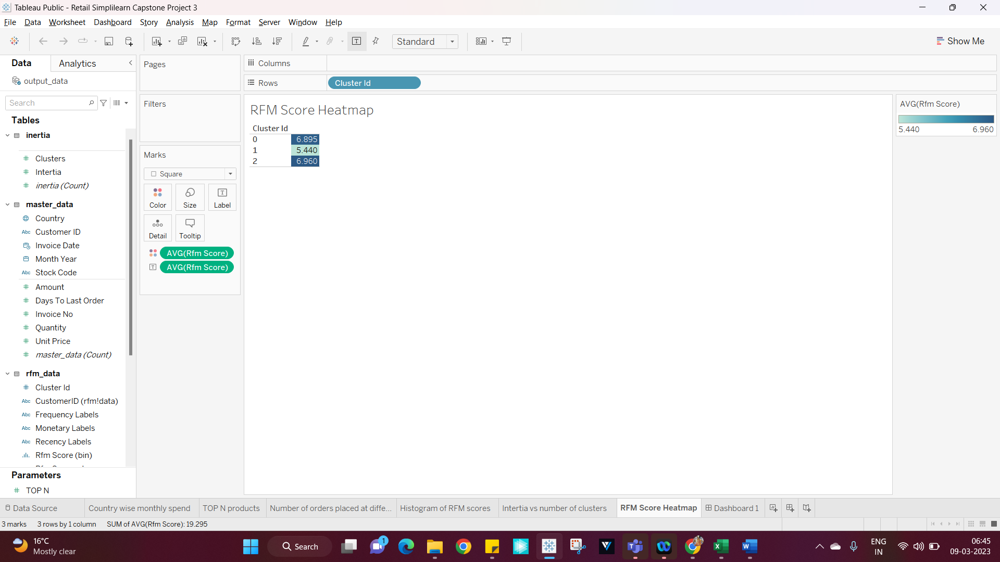 Tableau Public - Retail Simplilearn Capstone Project 3
File Data Worksheet Dashboard Story Analysis Map Format Server Window Help
Standard
Show Me
Data Analytics
output_data
Search
Tables
inertia
Clusters
Intertia
inertia (Count)
master_data
Country
Abc Customer ID
Invoice Date
Month Year
Abc Stock Code
Amount
Days To Last Order
Invoice No
Quantity
Unit Price
master_data (Count)
rfm_data
Cluster Id
Abc CustomerID (rfm!data)
Abc Frequency Labels
Abc Monetary Labels
Abc Recency Labels
Rfm Score (bin)
Parameters
TOP N
Pages
Filters
Marks
Square
Color Size Label
Detail Tooltip
AVG(Rfm Score)
AVG(Rfm Score)
Columns
Rows Cluster Id
RFM Score Heatmap
Cluster Id
0 6.895
1 5.440
2 6.960
AVG(Rfm Score)
5.440 6.960
Data Source Country wise monthly spend TOP N products Number of orders placed at diffe... Histogram of RFM scores Intertia vs number of clusters RFM Score Heatmap Dashboard 1
3 marks 3 rows by 1 column SUM of AVG(Rfm Score): 19.295
16°C
Mostly clear
Search
1
ENG
IN
06:45
09-03-2023